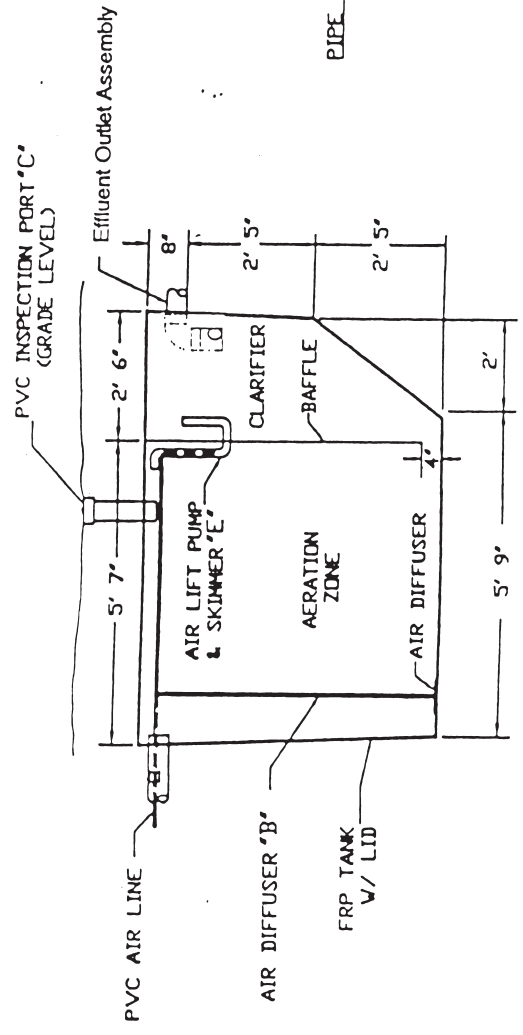 PVC INSPECTION PORT "C"
(GRADE LEVEL)
Effluent Outlet Assembly
PVC AIR LINE
5' 7"
2' 6"
8"
AIR LIFT PUMP
& SKIMMER "E"
CLARIFIER
2' 5"
PIPE
BAFFLE
AERATION
ZONE
2' 5"
AIR DIFFUSER "B"
4"
AIR DIFFUSER
FRP TANK
W/ LID
5' 9"
2'